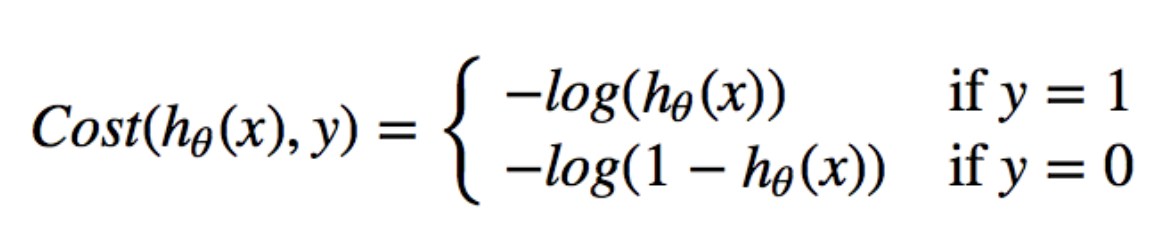 Cost(hθ(x), y) = { −log(hθ(x)) if y = 1
−log(1 − hθ(x)) if y = 0